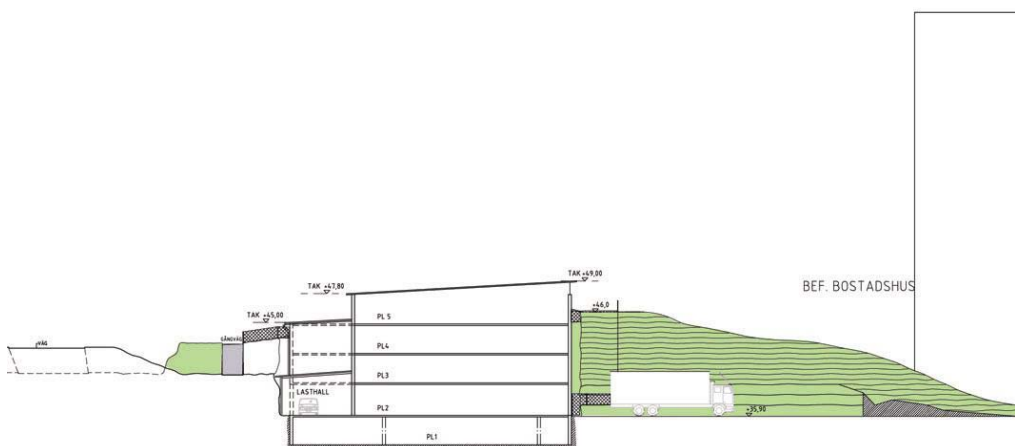 TAK +49,00
TAK +47,80
BEF. BOSTADSHUS
+46,0
TAK +45,00
PL 5
VÄG
GÅNGVÄG
PL4
PL3
LASTHALL
PL2
+35,90
PL1